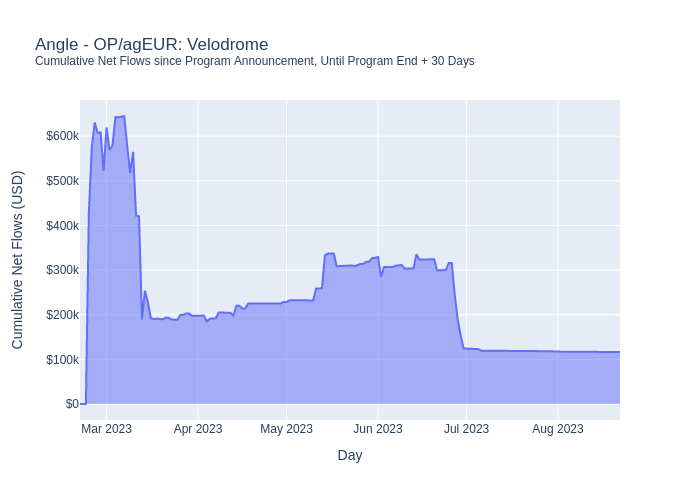 Angle - OP/agEUR: Velodrome
Cumulative Net Flows since Program Announcement, Until Program End + 30 Days
Cumulative Net Flows (USD)
$600k
$500k
$400k
$300k
$200k
$100k
$0
Mar 2023
Apr 2023
May 2023
Jun 2023
Jul 2023
Aug 2023
Day